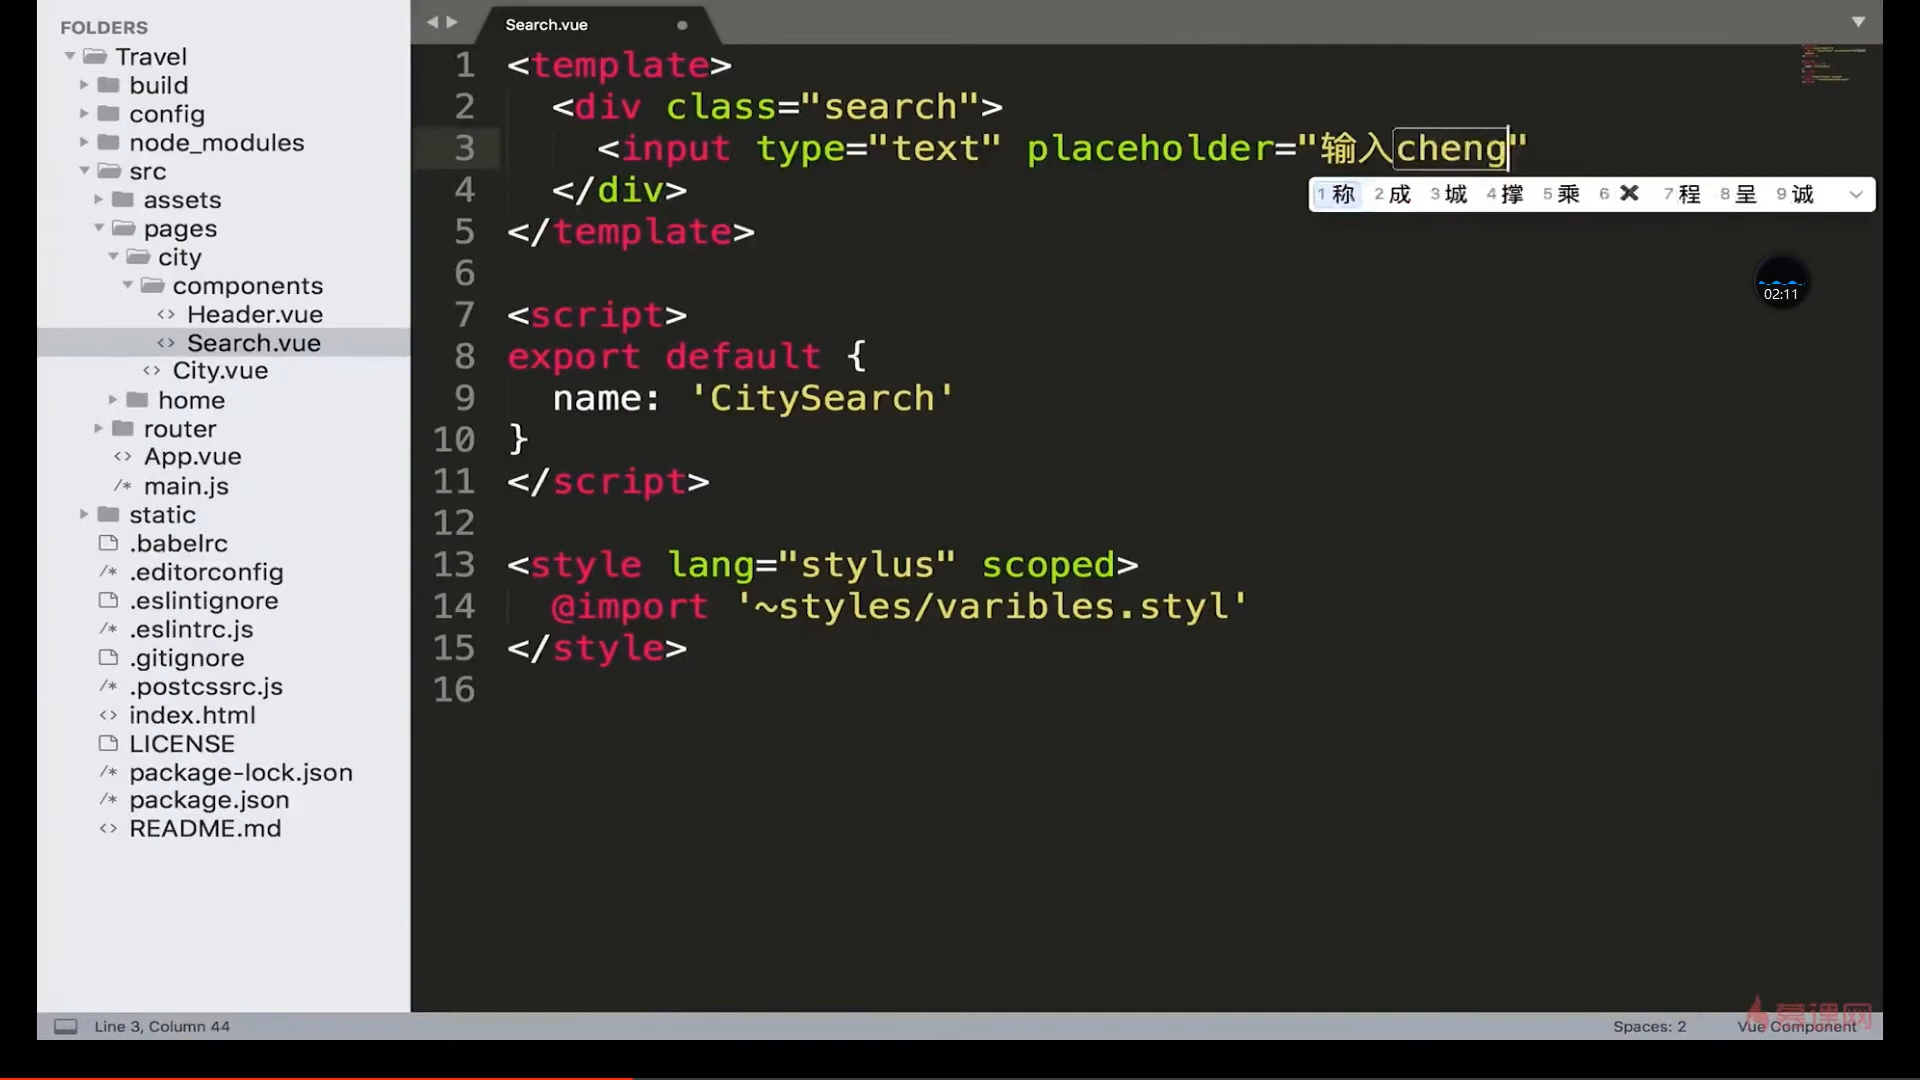 FOLDERS
Travel
build
config
node_modules
src
assets
pages
city
components
Header.vue
Search.vue
City.vue
home
router
App.vue
main.js
static
.babelrc
.editorconfig
.eslintignore
.eslintrc.js
.gitignore
.postcssrc.js
index.html
LICENSE
package-lock.json
package.json
README.md
Search.vue
1 <template>
2 <div class="search">
3 <input type="text" placeholder="输入cheng"
1 称 2 成 3 城 4 撑 5 乘 6 7 程 8 呈 9 诚
4 </div>
5 </template>
6
7 <script>
8 export default {
9 name: 'CitySearch'
10 }
11 </script>
12
13 <style lang="stylus" scoped>
14 @import '~styles/varibles.styl'
15 </style>
16
02:11
Line 3, Column 44
Spaces: 2
Vue Component
慕课网